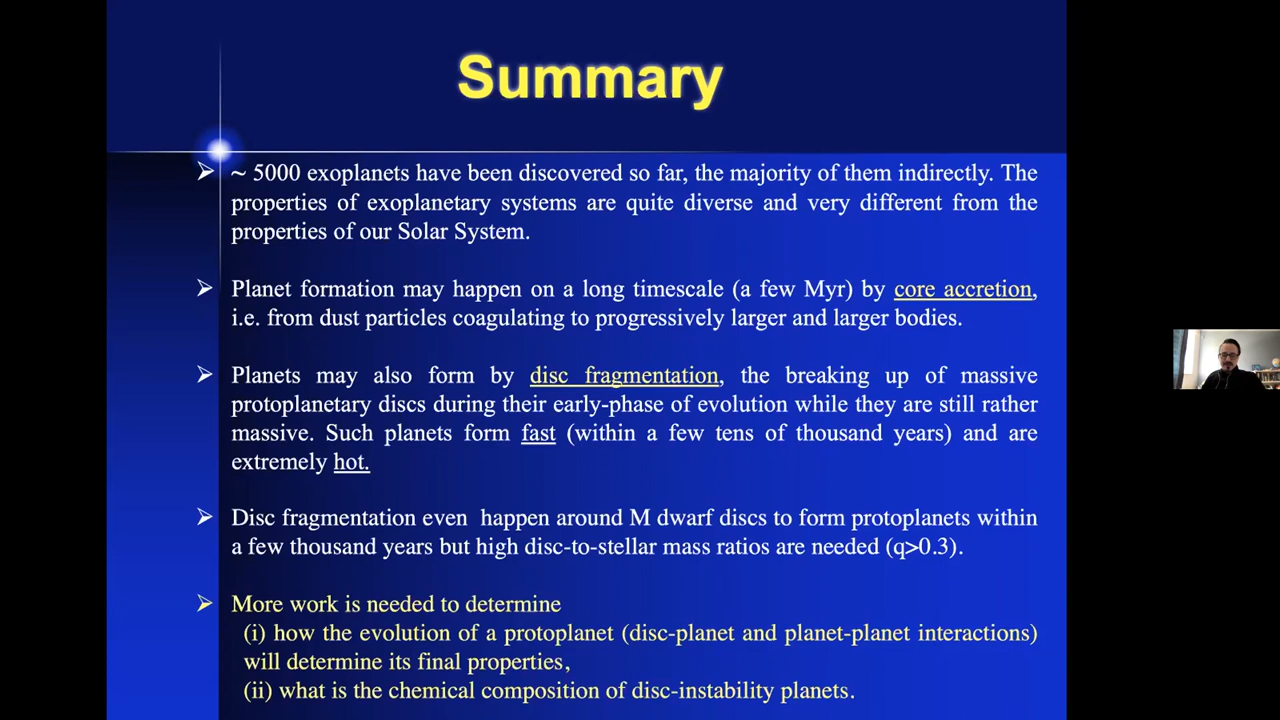 Summary
~ 5000 exoplanets have been discovered so far, the majority of them indirectly. The
properties of exoplanetary systems are quite diverse and very different from the
properties of our Solar System.
Planet formation may happen on a long timescale (a few Myr) by core accretion,
i.e. from dust particles coagulating to progressively larger and larger bodies.
Planets may also form by disc fragmentation, the breaking up of massive
protoplanetary discs during their early-phase of evolution while they are still rather
massive. Such planets form fast (within a few tens of thousand years) and are
extremely hot.
Disc fragmentation even happen around M dwarf discs to form protoplanets within
a few thousand years but high disc-to-stellar mass ratios are needed (q>0.3).
More work is needed to determine
(i) how the evolution of a protoplanet (disc-planet and planet-planet interactions)
will determine its final properties,
(ii) what is the chemical composition of disc-instability planets.